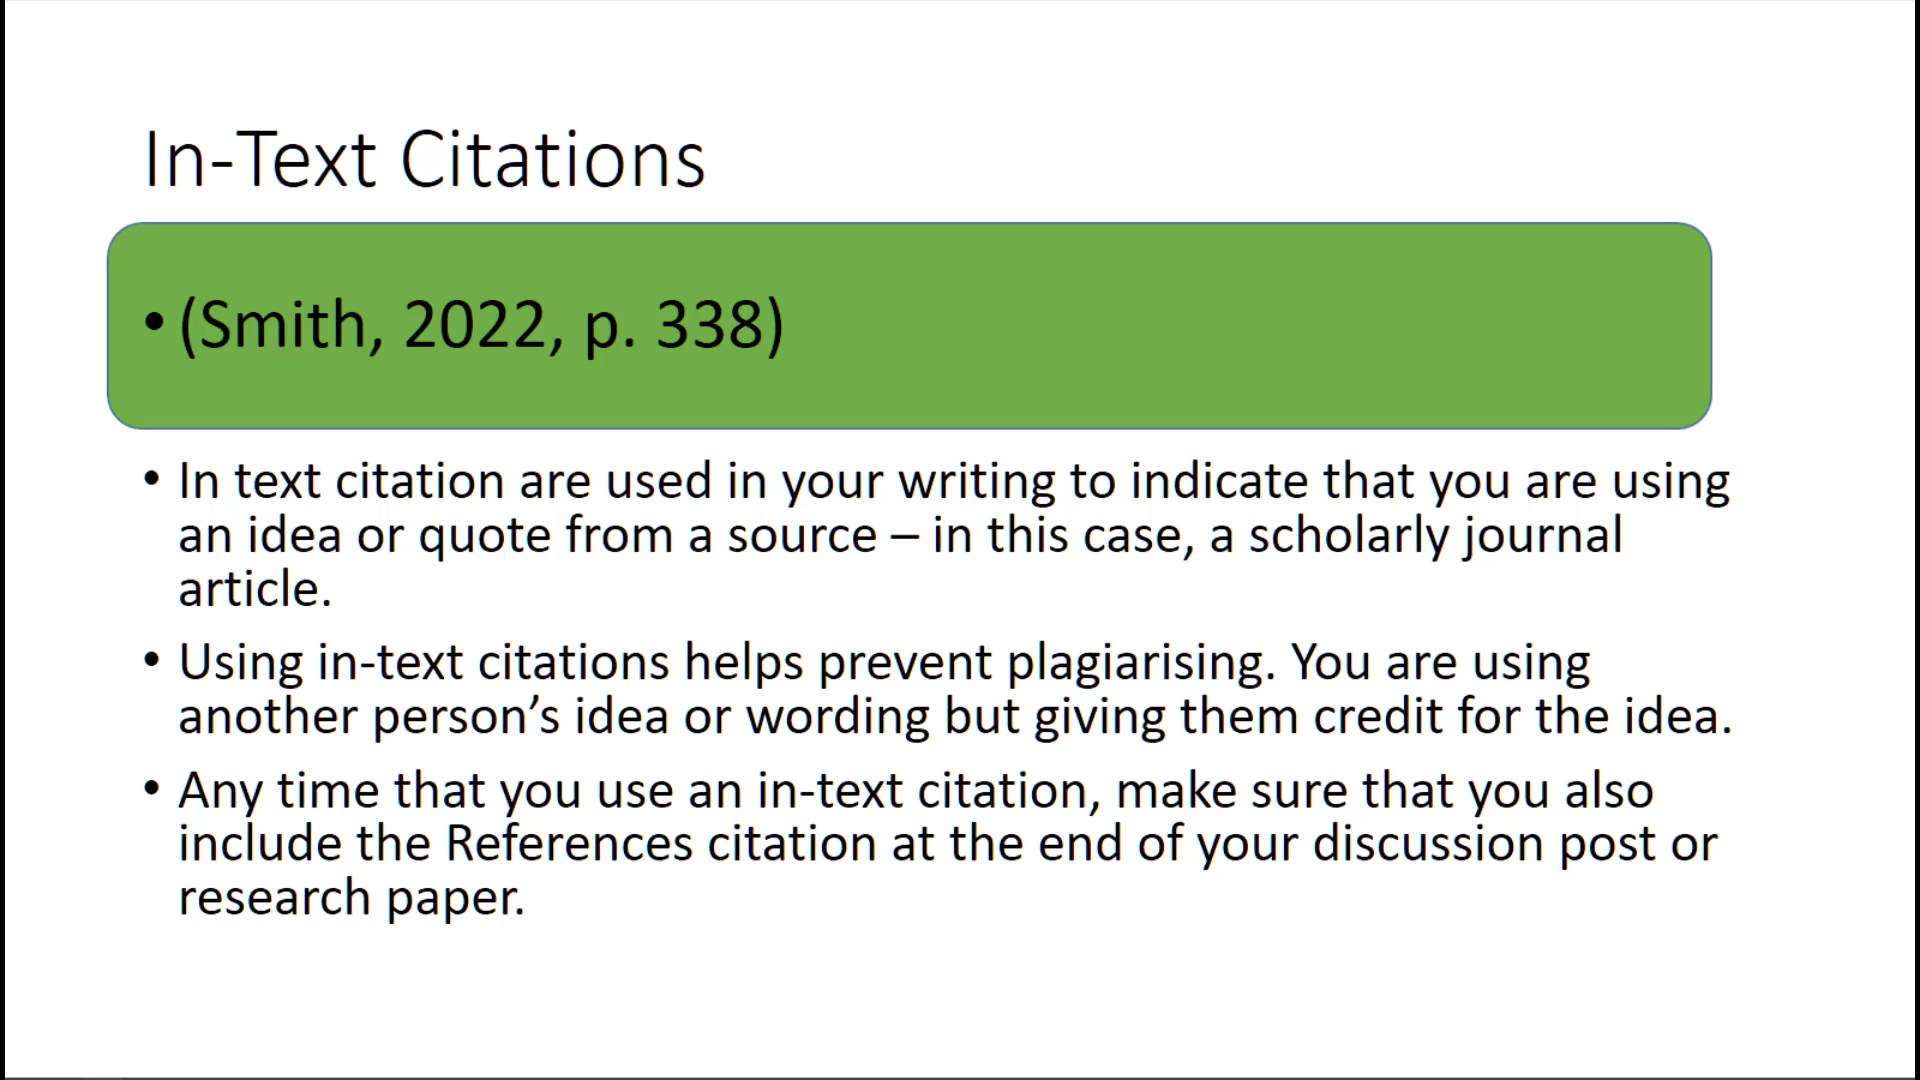 In-Text Citations
• (Smith, 2022, p. 338)
• In text citation are used in your writing to indicate that you are using
an idea or quote from a source – in this case, a scholarly journal
article.
• Using in-text citations helps prevent plagiarising. You are using
another person’s idea or wording but giving them credit for the idea.
• Any time that you use an in-text citation, make sure that you also
include the References citation at the end of your discussion post or
research paper.